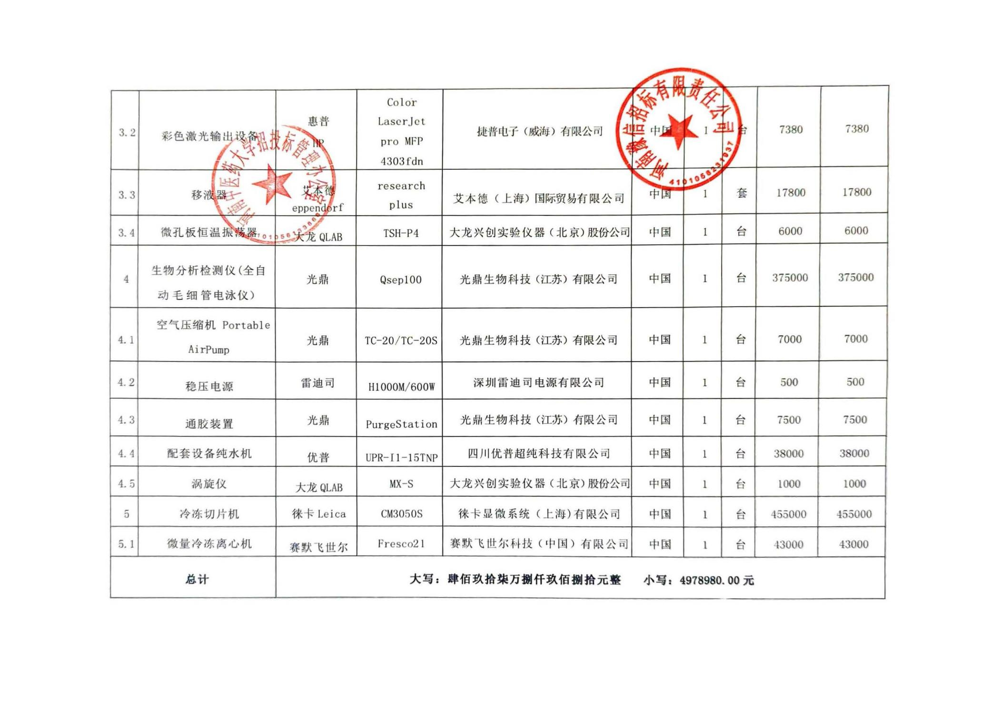 3.2 彩色激光输出设备 惠普 HP Color LaserJet pro MFP 4303fdn 捷普电子（威海）有限公司 中国 1 台 7380 7380
3.3 移液器 艾本德 eppendorf research plus 艾本德（上海）国际贸易有限公司 中国 1 套 17800 17800
3.4 微孔板恒温振荡器 大龙 QLAB TSH-P4 大龙兴创实验仪器（北京）股份公司 中国 1 台 6000 6000
4 生物分析检测仪(全自动毛细管电泳仪） 光鼎 Qsep100 光鼎生物科技（江苏）有限公司 中国 1 台 375000 375000
4.1 空气压缩机 Portable AirPump 光鼎 TC-20/TC-20S 光鼎生物科技（江苏）有限公司 中国 1 台 7000 7000
4.2 稳压电源 雷迪司 H1000M/600W 深圳雷迪司电源有限公司 中国 1 台 500 500
4.3 通胶装置 光鼎 PurgeStation 光鼎生物科技（江苏）有限公司 中国 1 台 7500 7500
4.4 配套设备纯水机 优普 UPR-I1-15TNP 四川优普超纯科技有限公司 中国 1 台 38000 38000
4.5 涡旋仪 大龙 QLAB MX-S 大龙兴创实验仪器（北京）股份公司 中国 1 台 1000 1000
5 冷冻切片机 徕卡 Leica CM3050S 徕卡显微系统（上海)有限公司 中国 1 台 455000 455000
5.1 微量冷冻离心机 赛默飞世尔 Fresco21 赛默飞世尔科技（中国）有限公司 中国 1 台 43000 43000
总计 大写：肆佰玖拾柒万捌仟玖佰捌拾元整 小写：4978980.00 元
河南中医药大学招投标管理办公室
河南豫信招标有限责任公司